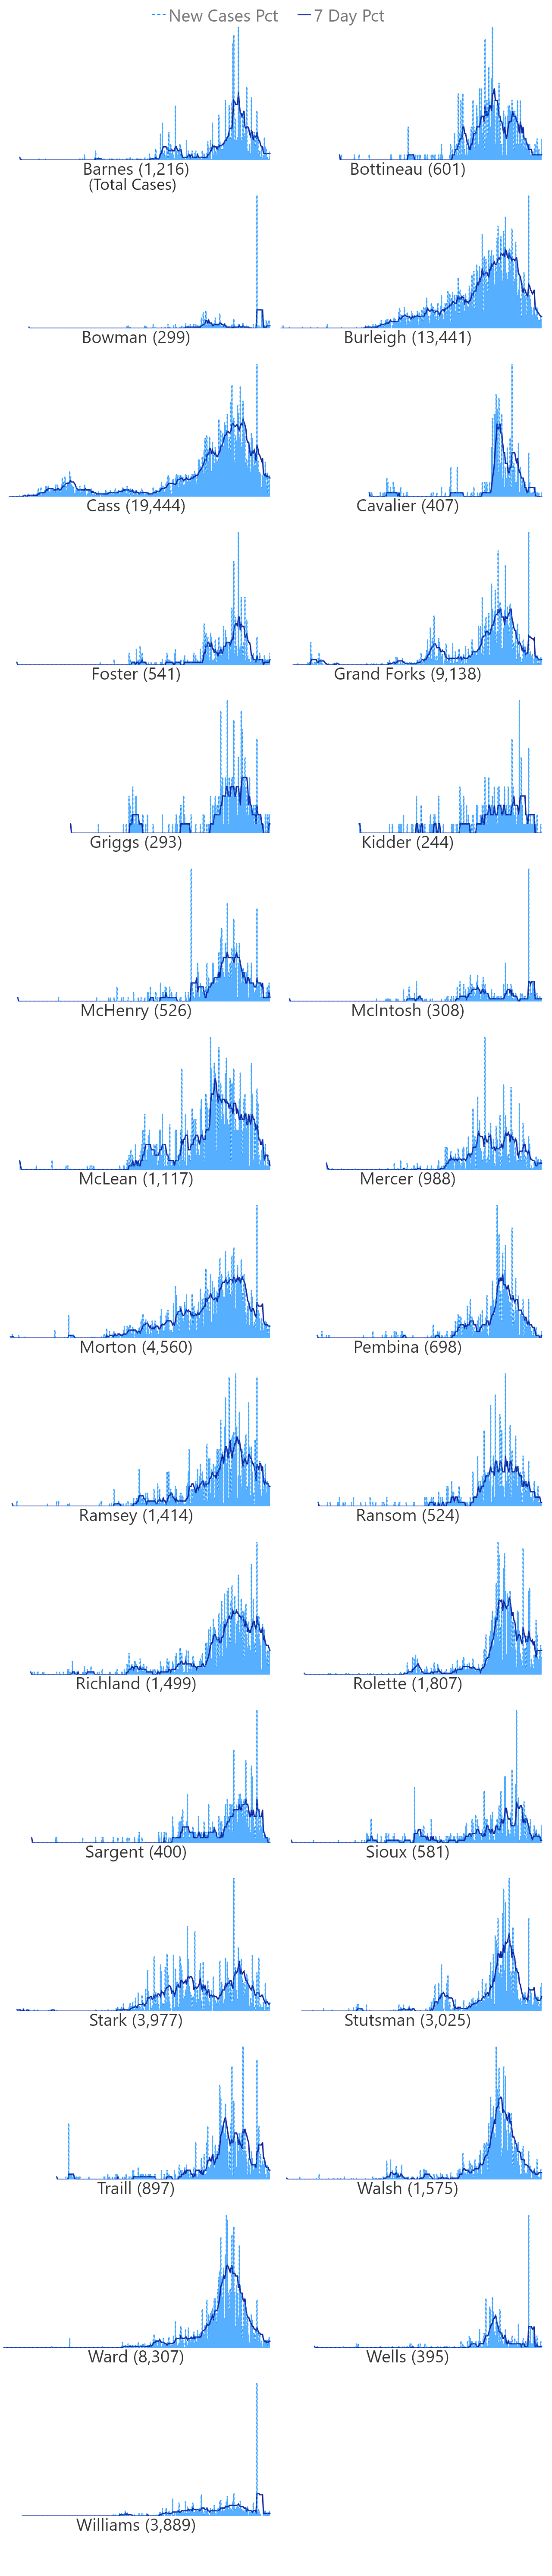 New Cases Pct 7 Day Pct
Barnes (1,216) Bottineau (601)
(Total Cases)
Bowman (299) Burleigh (13,441)
Cass (19,444) Cavalier (407)
Foster (541) Grand Forks (9,138)
Griggs (293) Kidder (244)
McHenry (526) McIntosh (308)
McLean (1,117) Mercer (988)
Morton (4,560) Pembina (698)
Ramsey (1,414) Ransom (524)
Richland (1,499) Rolette (1,807)
Sargent (400) Sioux (581)
Stark (3,977) Stutsman (3,025)
Traill (897) Walsh (1,575)
Ward (8,307) Wells (395)
Williams (3,889)